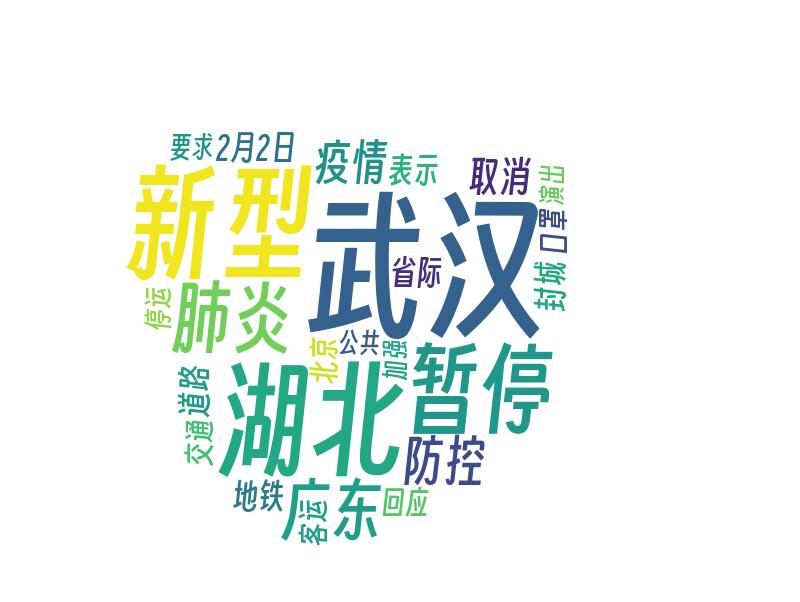 要求
2月2日
疫情
表示
取消
演出
新型
武汉
口罩
省际
封城
停运
肺炎
公共
北京
加强
暂停
道路
湖北
交通
防控
地铁
广东
客运
回应